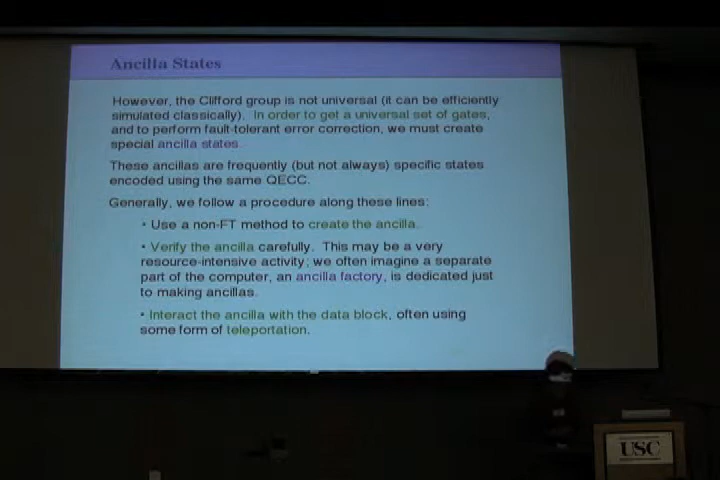 Ancilla States
However, the Clifford group is not universal (it can be efficiently
simulated classically). In order to get a universal set of gates,
and to perform fault-tolerant error correction, we must create
special ancilla states.
These ancillas are frequently (but not always) specific states
encoded using the same QECC.
Generally, we follow a procedure along these lines:
• Use a non-FT method to create the ancilla.
• Verify the ancilla carefully. This may be a very
resource-intensive activity; we often imagine a separate
part of the computer, an ancilla factory, is dedicated just
to making ancillas.
• Interact the ancilla with the data block, often using
some form of teleportation.
USC